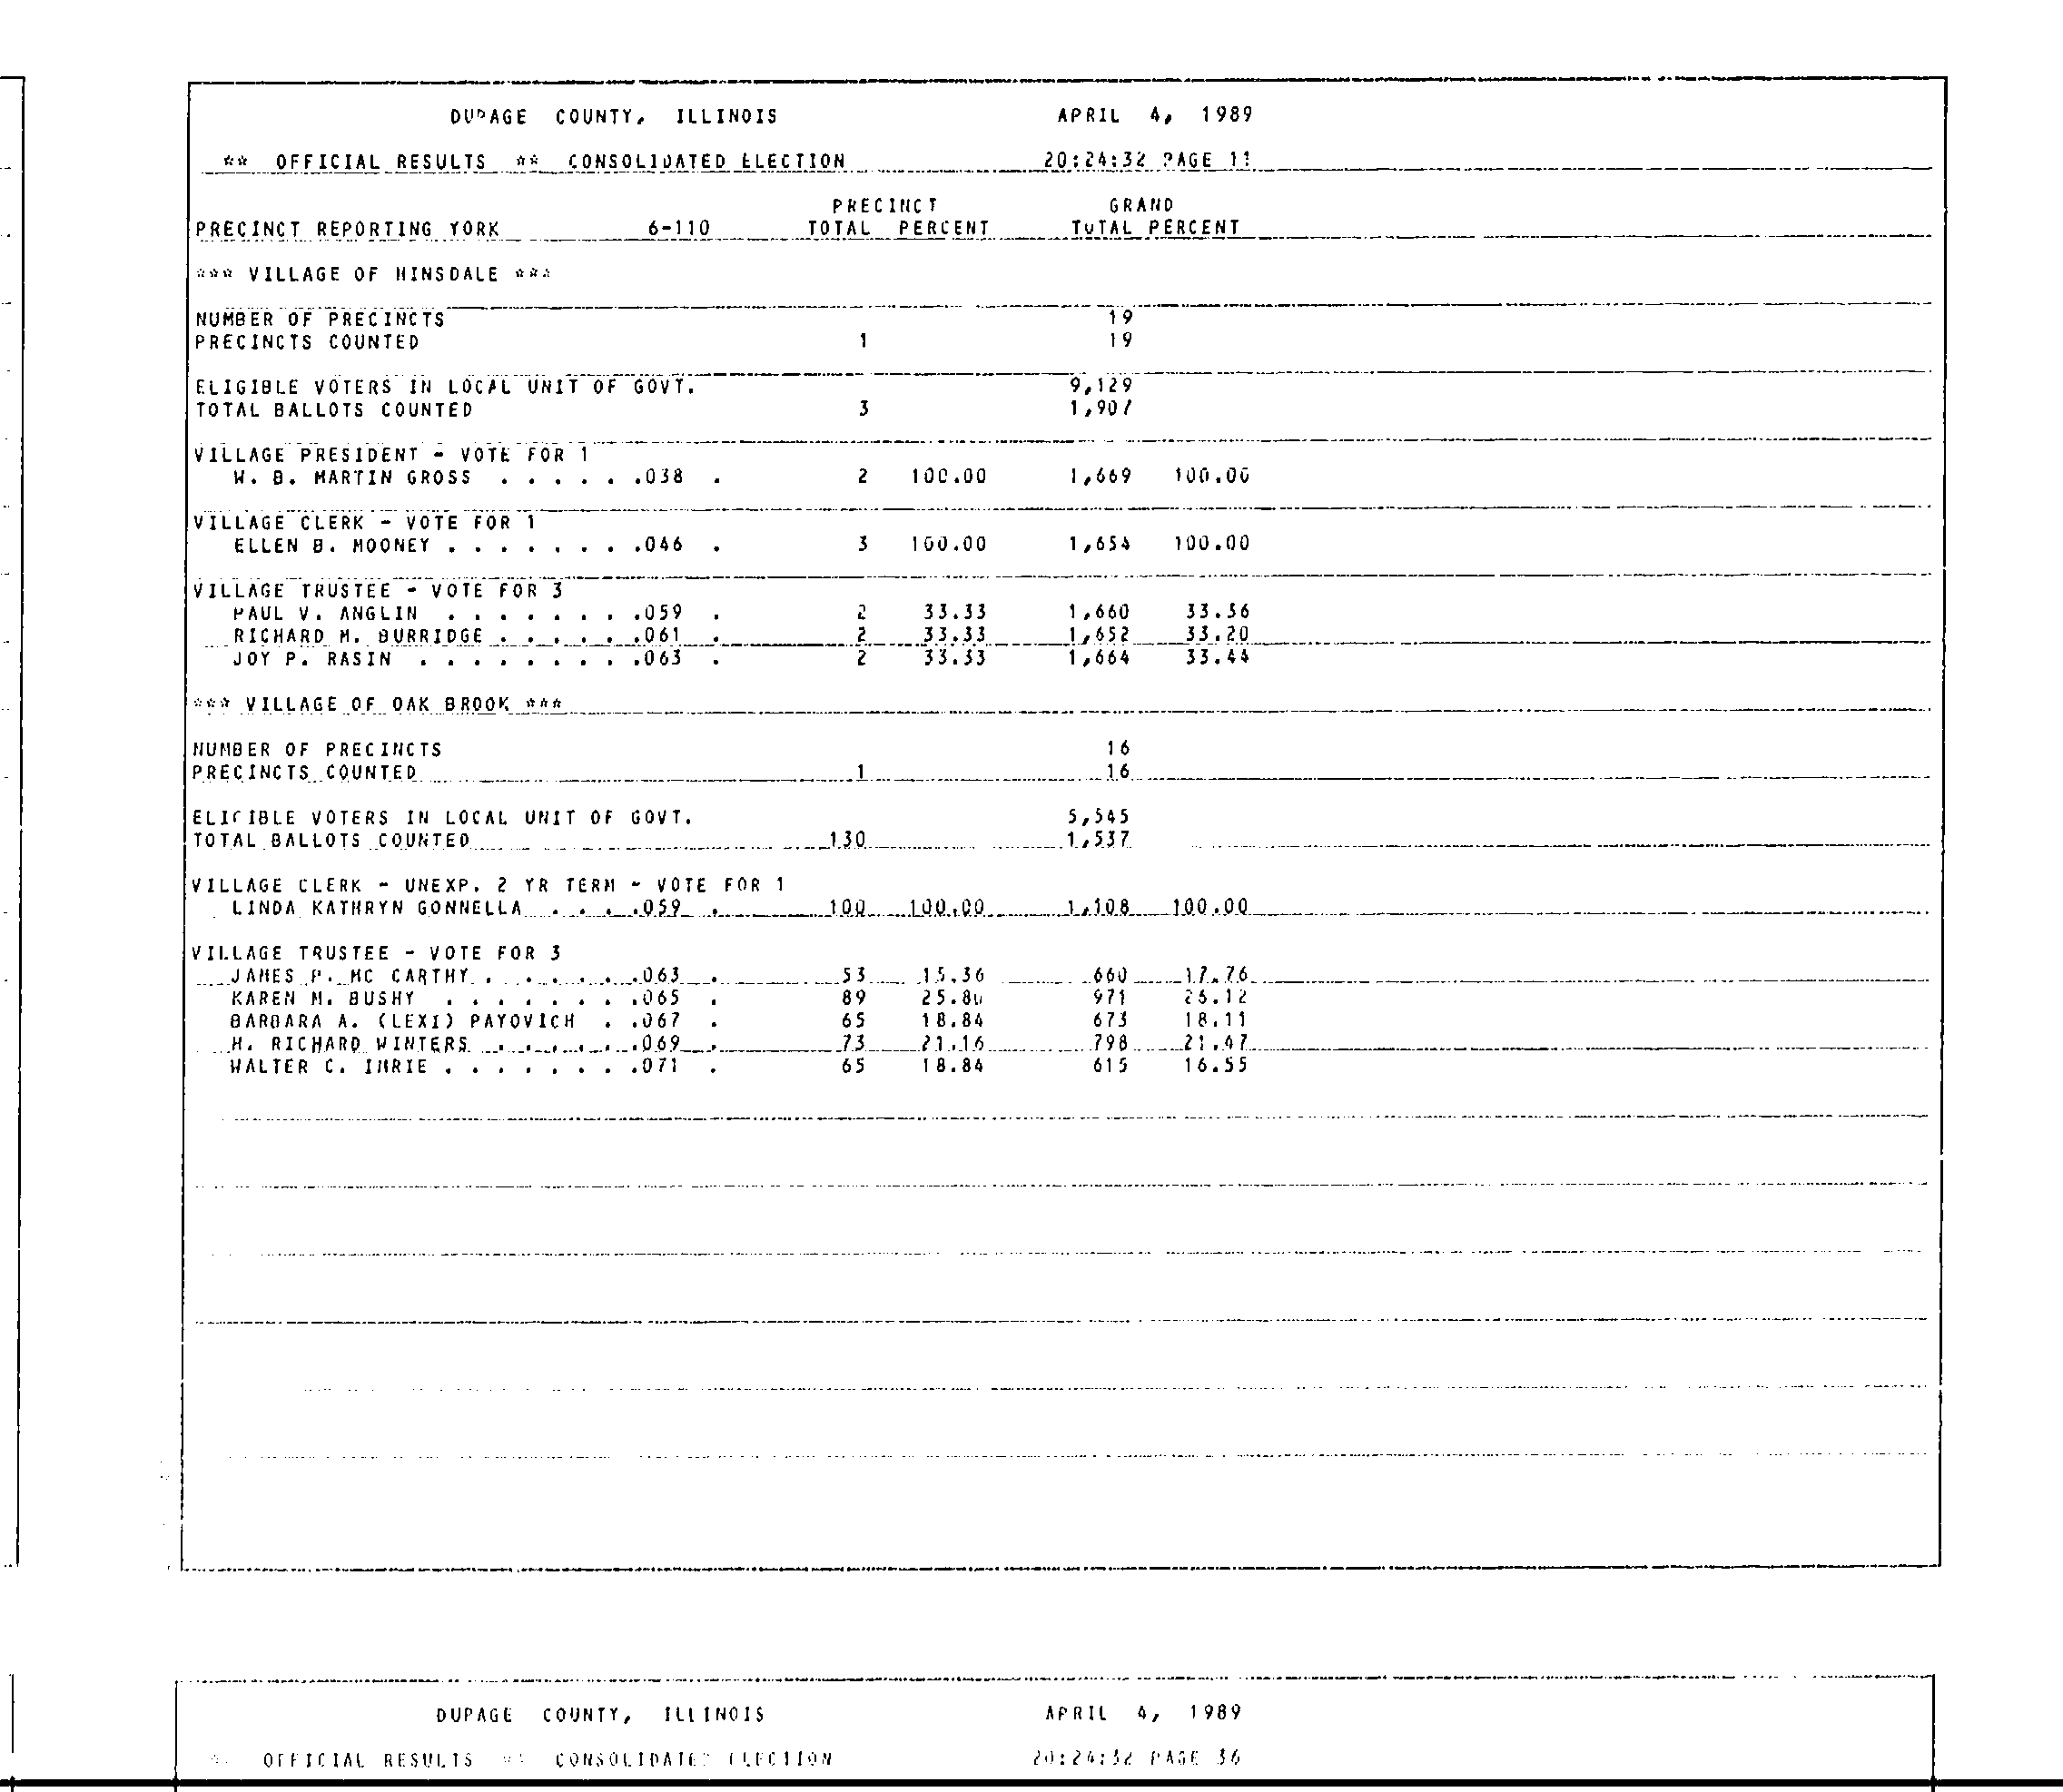 DUPAGE COUNTY, ILLINOIS APRIL 4, 1989
** OFFICIAL RESULTS ** CONSOLIDATED ELECTION 20:24:32 PAGE 11
PRECINCT GRAND
PRECINCT REPORTING YORK 6-110 TOTAL PERCENT TOTAL PERCENT
*** VILLAGE OF HINSDALE ***
NUMBER OF PRECINCTS 19
PRECINCTS COUNTED 1 19
ELIGIBLE VOTERS IN LOCAL UNIT OF GOVT. 9,129
TOTAL BALLOTS COUNTED 3 1,907
VILLAGE PRESIDENT - VOTE FOR 1
W. B. MARTIN GROSS . . . . . .038 . 2 100.00 1,669 100.00
VILLAGE CLERK - VOTE FOR 1
ELLEN B. MOONEY . . . . . . . .046 . 3 100.00 1,654 100.00
VILLAGE TRUSTEE - VOTE FOR 3
PAUL V. ANGLIN . . . . . . . .059 . 2 33.33 1,660 33.36
RICHARD M. BURRIDGE . . . . . .061 . 2 33.33 1,652 33.20
JOY P. RASIN . . . . . . . . .063 . 2 33.33 1,664 33.44
*** VILLAGE OF OAK BROOK ***
NUMBER OF PRECINCTS 16
PRECINCTS COUNTED 1 16
ELIGIBLE VOTERS IN LOCAL UNIT OF GOVT. 5,545
TOTAL BALLOTS COUNTED 130 1,537
VILLAGE CLERK - UNEXP. 2 YR TERM - VOTE FOR 1
LINDA KATHRYN GONNELLA . . . .059 . 100 100.00 1,108 100.00
VILLAGE TRUSTEE - VOTE FOR 3
JAMES P. MC CARTHY . . . . . .063 . 53 15.36 660 17.76
KAREN M. BUSHY . . . . . . . .065 . 89 25.80 971 26.12
BARBARA A. (LEXI) PAYOVICH . .067 . 65 18.84 673 18.11
H. RICHARD WINTERS . . . . . .069 . 73 21.16 798 21.47
WALTER C. IMRIE . . . . . . . .071 . 65 18.84 615 16.55
DUPAGE COUNTY, ILLINOIS APRIL 4, 1989
OFFICIAL RESULTS CONSOLIDATED ELECTION 20:24:32 PAGE 36